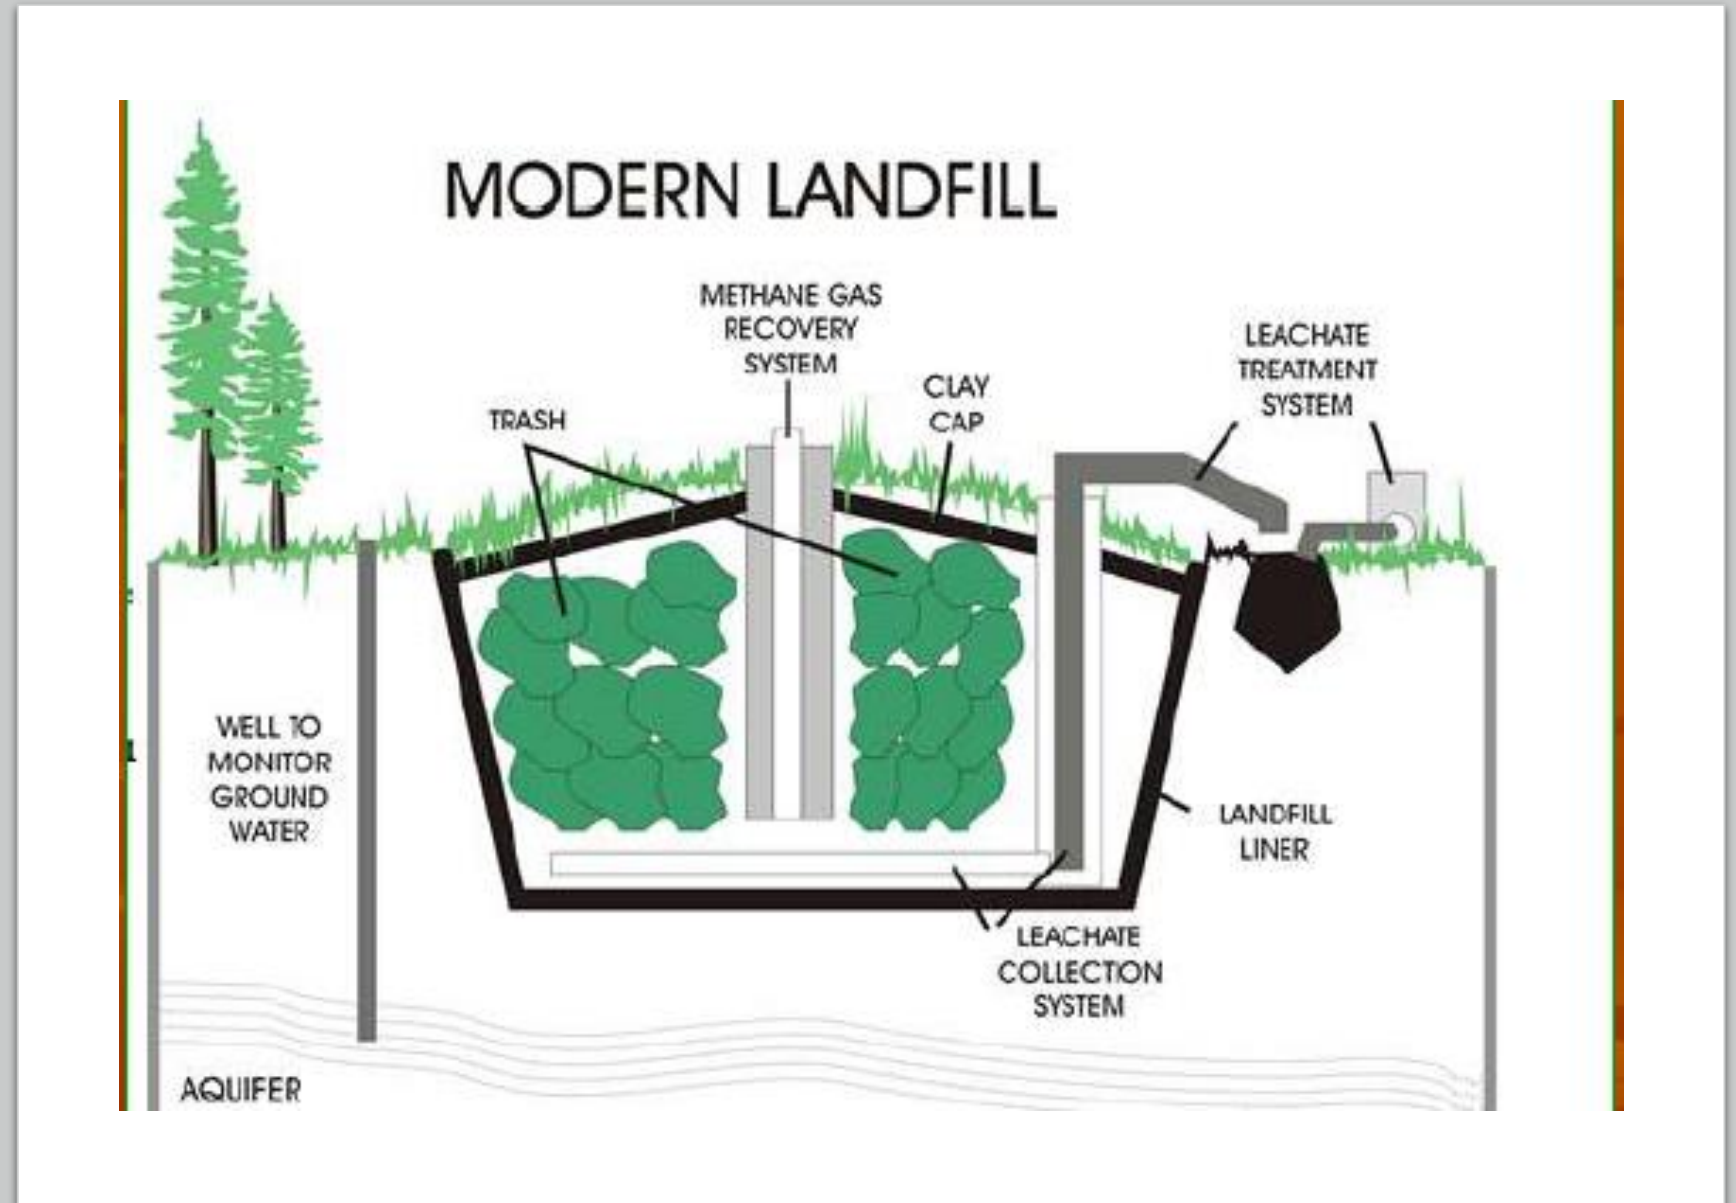 MODERN LANDFILL
METHANE GAS
RECOVERY
SYSTEM
LEACHATE
TREATMENT
SYSTEM
CLAY
CAP
TRASH
WELL TO
MONITOR
GROUND
WATER
LANDFILL
LINER
LEACHATE
COLLECTION
SYSTEM
AQUIFER